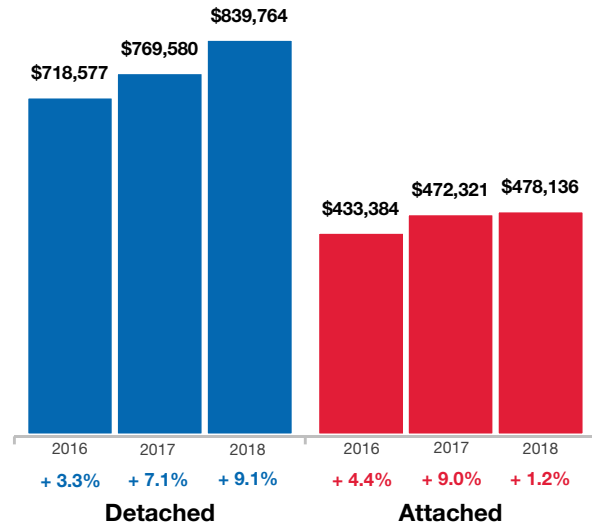 $839,764
$769,580
$718,577
$478,136
$472,321
$433,384
2016 2017 2018 2016 2017 2018
+ 3.3% + 7.1% + 9.1% + 4.4% + 9.0% + 1.2%
Detached Attached